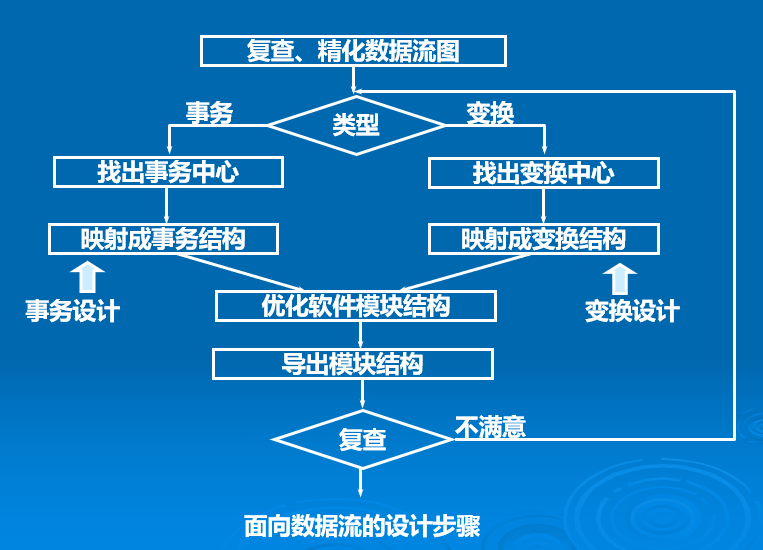 复查、精化数据流图
事务
类型
变换
找出事务中心
找出变换中心
映射成事务结构
映射成变换结构
事务设计
优化软件模块结构
变换设计
导出模块结构
复查
不满意
面向数据流的设计步骤